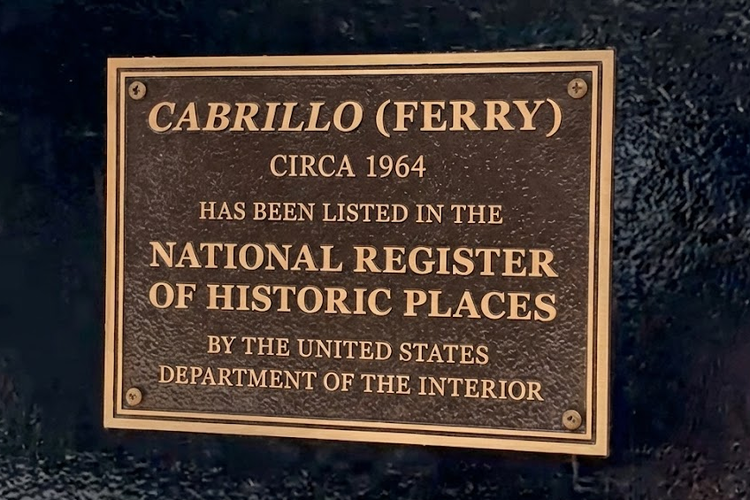 CABRILLO (FERRY)
CIRCA 1964
HAS BEEN LISTED IN THE
NATIONAL REGISTER
OF HISTORIC PLACES
BY THE UNITED STATES
DEPARTMENT OF THE INTERIOR